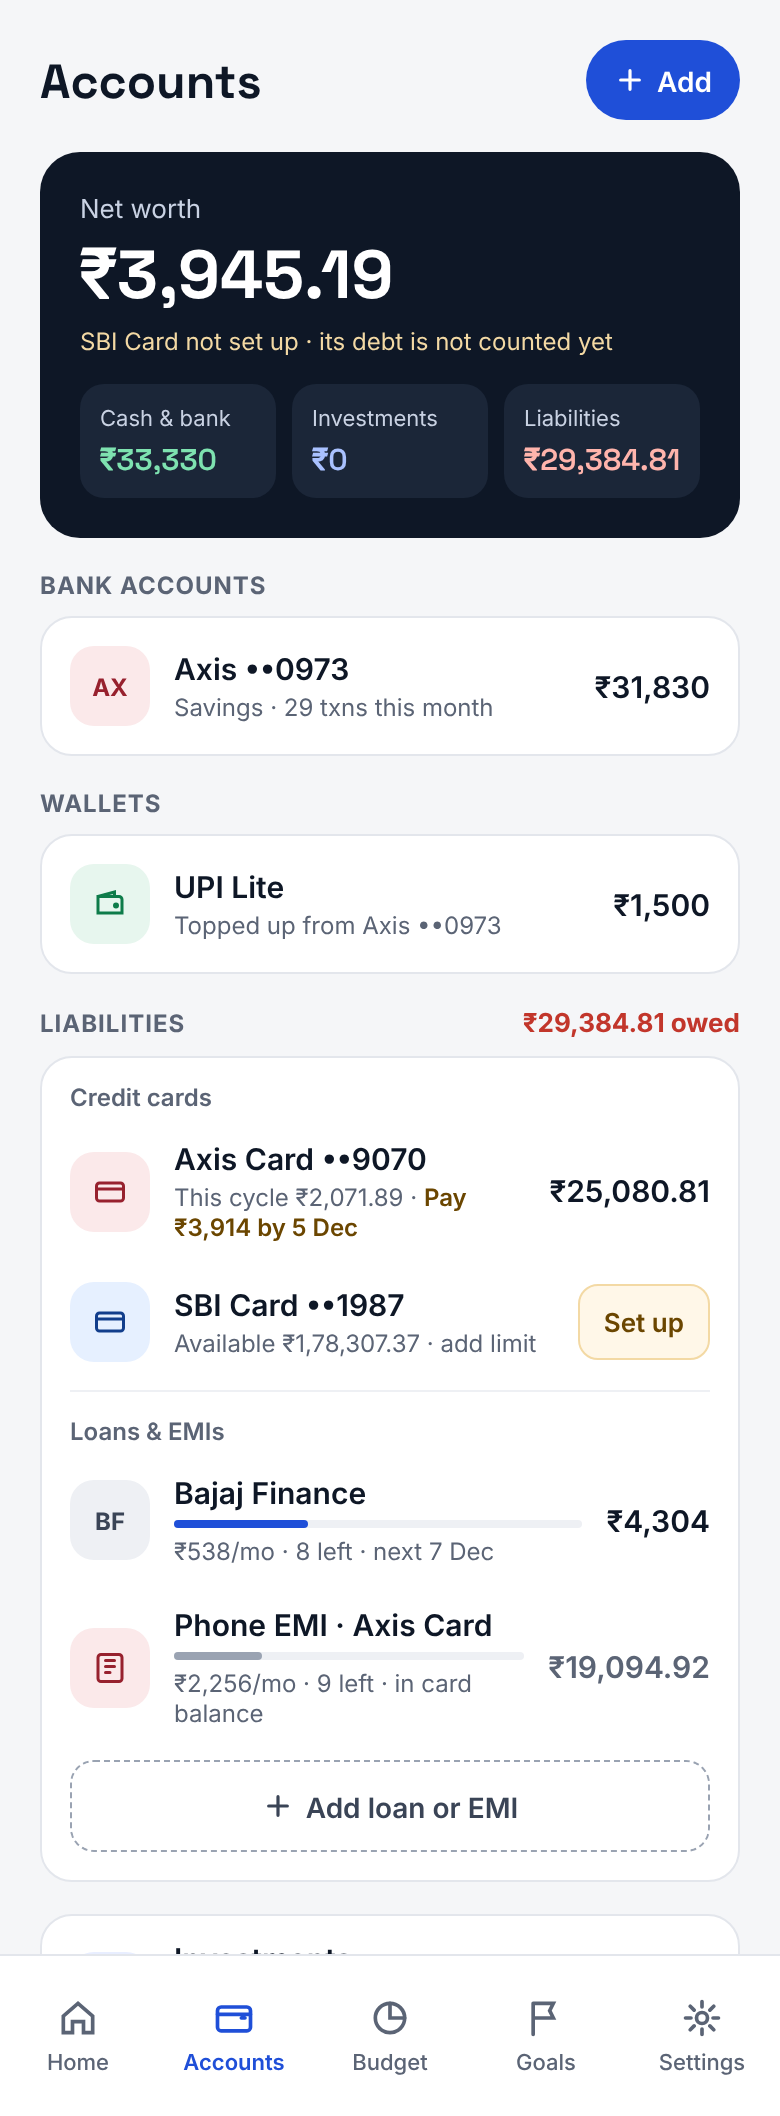 Accounts
+ Add
Net worth
₹3,945.19
SBI Card not set up · its debt is not counted yet
Cash & bank
₹33,330
Investments
₹0
Liabilities
₹29,384.81
BANK ACCOUNTS
AX
Axis ••0973
Savings · 29 txns this month
₹31,830
WALLETS
UPI Lite
Topped up from Axis ••0973
₹1,500
LIABILITIES
₹29,384.81 owed
Credit cards
Axis Card ••9070
This cycle ₹2,071.89 · Pay
₹3,914 by 5 Dec
₹25,080.81
SBI Card ••1987
Available ₹1,78,307.37 · add limit
Set up
Loans & EMIs
BF
Bajaj Finance
₹538/mo · 8 left · next 7 Dec
₹4,304
Phone EMI · Axis Card
₹2,256/mo · 9 left · in card
balance
₹19,094.92
+ Add loan or EMI
Investments
Home
Accounts
Budget
Goals
Settings